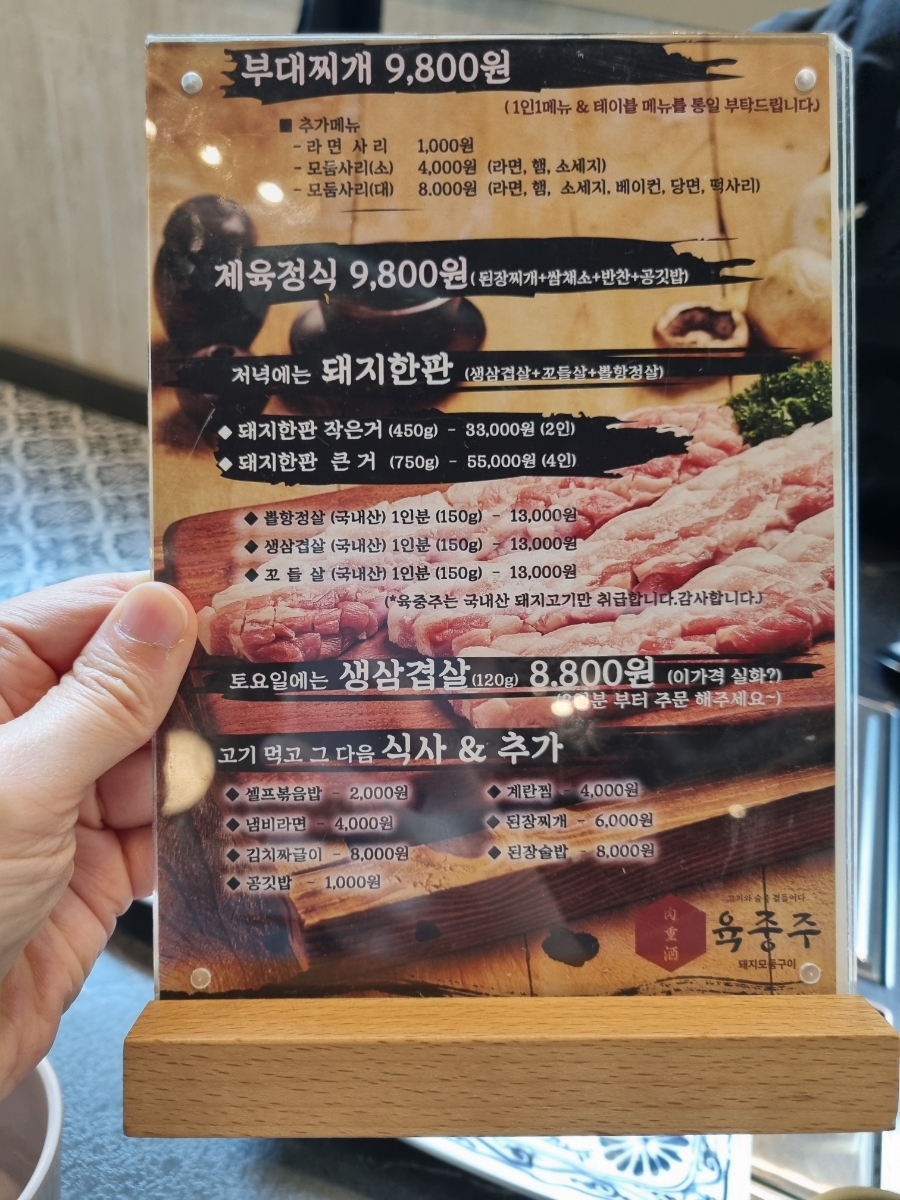 부대찌개 9,800원
(1인1메뉴 & 테이블 메뉴를 통일 부탁드립니다)
■ 추가메뉴
- 라 면 사 리 1,000원
- 모둠사리(소) 4,000원 (라면, 햄, 소세지)
- 모둠사리(대) 8.000원 (라면, 햄, 소세지, 베이컨, 당면, 떡사리)
제육정식 9,800원(된장찌개+쌈채소+반찬+공깃밥)
저녁에는 돼지한판 (생삼겹살+꼬들살+뽈항정살)
◆ 돼지한판 작은거 (450g) - 33,000원 (2인)
◆ 돼지한판 큰 거 (750g) - 55,000원 (4인)
◆ 뽈항정살 (국내산) 1인분 (150g) - 13,000원
◆ 생삼겹살 (국내산) 1인분 (150g) - 13,000원
◆ 꼬 들 살 (국내산) 1인분 (150g) - 13,000원
(*육중주는 국내산 돼지고기만 취급합니다.감사합니다.)
토요일에는 생삼겹살(120g) 8.800원 (이가격 실화?)
부터 주문 해주세요~)
고기 먹고 그 다음 식사 & 추가
◆ 셀프볶음밥 - 2,000원 ◆ 계란찜 - 4,000원
◆ 냄비라면 - 4,000원 ◆ 된장찌개 - 6,000원
◆ 김치짜글이 - 8,000원 ◆ 된장술밥 - 8,000원
◆ 공깃밥 - 1,000원
고기와 술을 곁들이다
肉重酒 육중주
돼지모둠구이